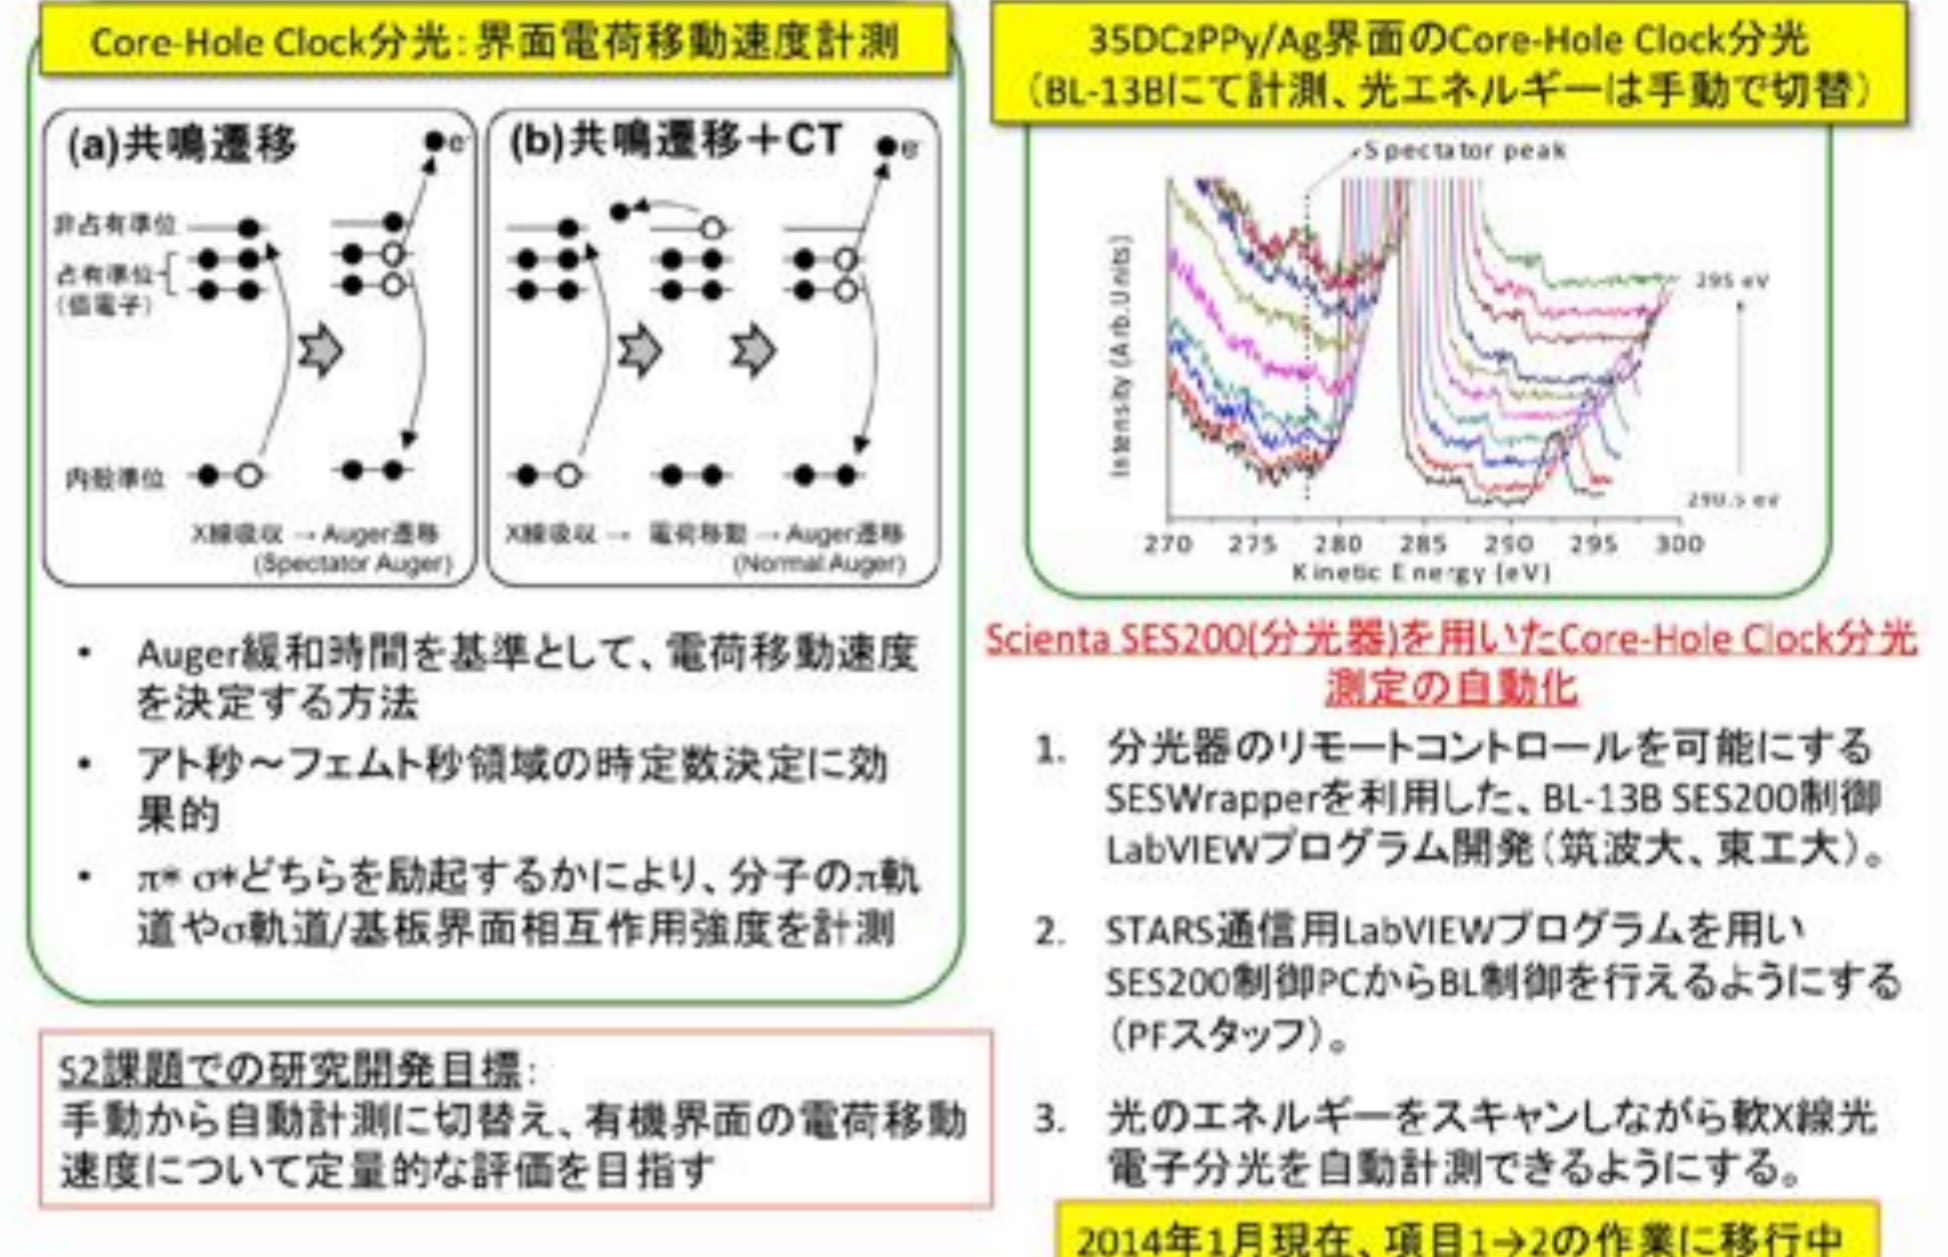 Core-Hole Clock分光：界面電荷移動速度計測
(a)共鳴遷移
e-
非占有準位
占有準位
(価電子)
内殻準位
X線吸収 → Auger遷移
(Spectator Auger)
(b)共鳴遷移＋CT
e-
X線吸収 → 電荷移動 → Auger遷移
(Normal Auger)
• Auger緩和時間を基準として、電荷移動速度
を決定する方法
• アト秒～フェムト秒領域の時定数決定に効
果的
• π* σ*どちらを励起するかにより、分子のπ軌
道やσ軌道/基板界面相互作用強度を計測
S2課題での研究開発目標:
手動から自動計測に切替え、有機界面の電荷移動
速度について定量的な評価を目指す
35DC2PPy/Ag界面のCore-Hole Clock分光
（BL-13Bにて計測、光エネルギーは手動で切替）
Spectator peak
Intensity (Arb.Units)
295 eV
290.5 eV
270 275 280 285 290 295 300
Kinetic Energy (eV)
Scienta SES200(分光器)を用いたCore-Hole Clock分光
測定の自動化
1. 分光器のリモートコントロールを可能にする
SESWrapperを利用した、BL-13B SES200制御
LabVIEWプログラム開発（筑波大、東工大）。
2. STARS通信用LabVIEWプログラムを用い
SES200制御PCからBL制御を行えるようにする
（PFスタッフ）。
3. 光のエネルギーをスキャンしながら軟X線光
電子分光を自動計測できるようにする。
2014年1月現在、項目1→2の作業に移行中